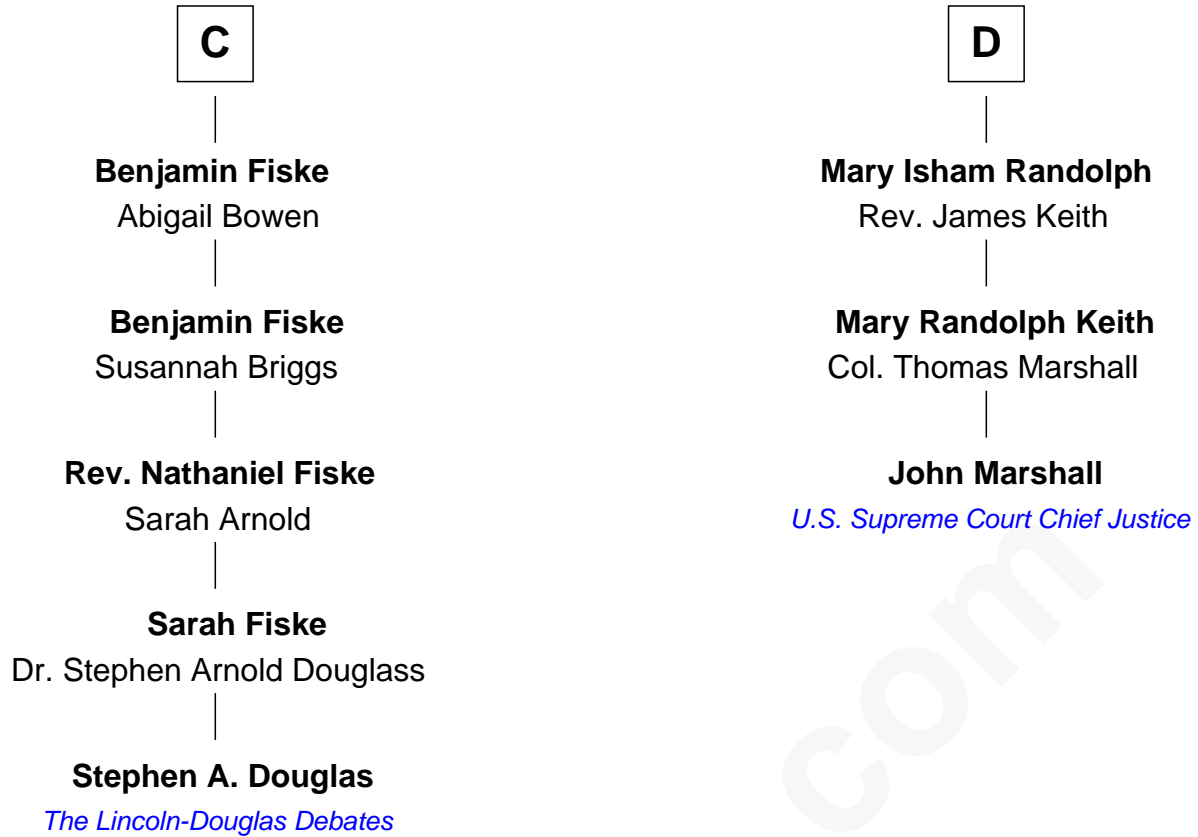 C
Benjamin Fiske
Abigail Bowen
Benjamin Fiske
Susannah Briggs
Rev. Nathaniel Fiske
Sarah Arnold
Sarah Fiske
Dr. Stephen Arnold Douglass
Stephen A. Douglas
The Lincoln-Douglas Debates
D
Mary Isham Randolph
Rev. James Keith
Mary Randolph Keith
Col. Thomas Marshall
John Marshall
U.S. Supreme Court Chief Justice
com